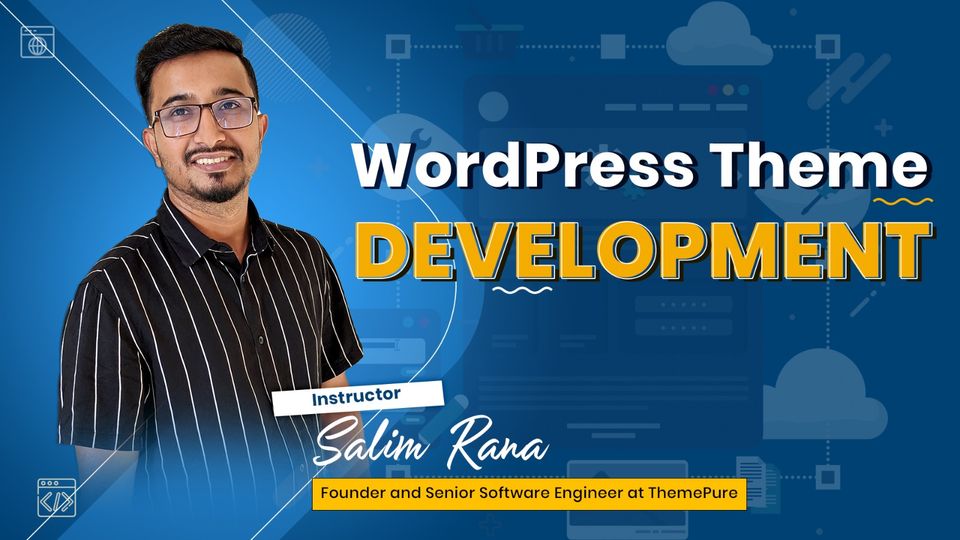 WordPress Theme
DEVELOPMENT
Instructor
Salim Rana
Founder and Senior Software Engineer at ThemePure